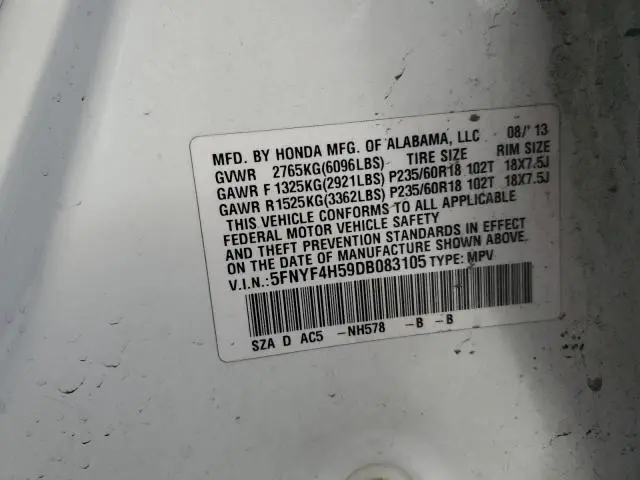 MFD. BY HONDA MFG. OF ALABAMA, LLC 08/'13
GVWR 2765KG(6096LBS) TIRE SIZE RIM SIZE
GAWR F 1325KG(2921LBS) P235/60R18 102T 18X7.5J
GAWR R1525KG(3362LBS) P235/60R18 102T 18X7.5J
THIS VEHICLE CONFORMS TO ALL APPLICABLE
FEDERAL MOTOR VEHICLE SAFETY
AND THEFT PREVENTION STANDARDS IN EFFECT
ON THE DATE OF MANUFACTURE SHOWN ABOVE.
V.I.N.:5FNYF4H59DB083105 TYPE: MPV
SZA D AC5 -NH578 -B -B